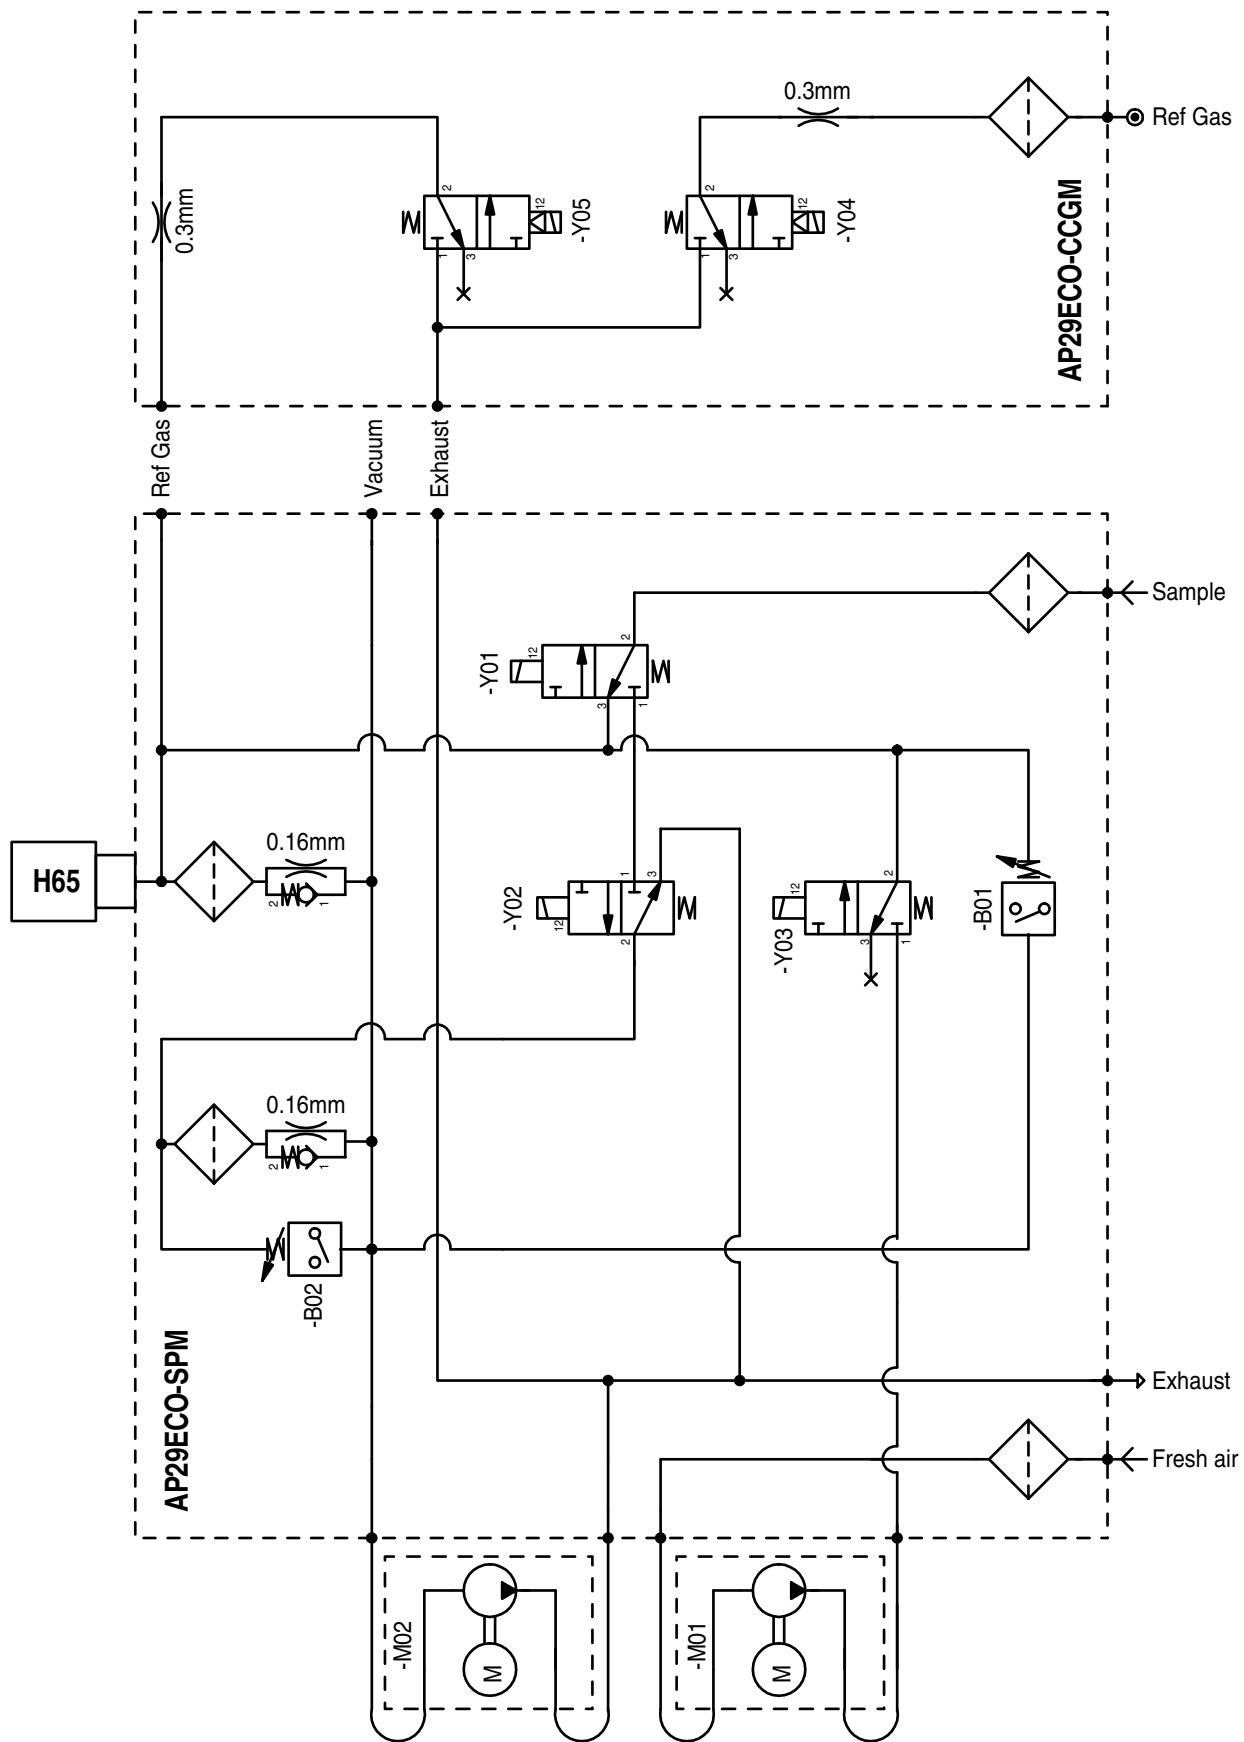 0.3mm
Ref Gas
0.3mm
2
12
-Y05
1
3
2
12
-Y04
1
3
AP29ECO-CCGM
Ref Gas
Vacuum
Exhaust
Sample
-Y01
12
2
3
1
H65
0.16mm
2
1
-Y02
12
1
3
2
-Y03
12
2
3
1
-B01
0.16mm
2
1
-B02
AP29ECO-SPM
Exhaust
Fresh air
-M02
M
-M01
M